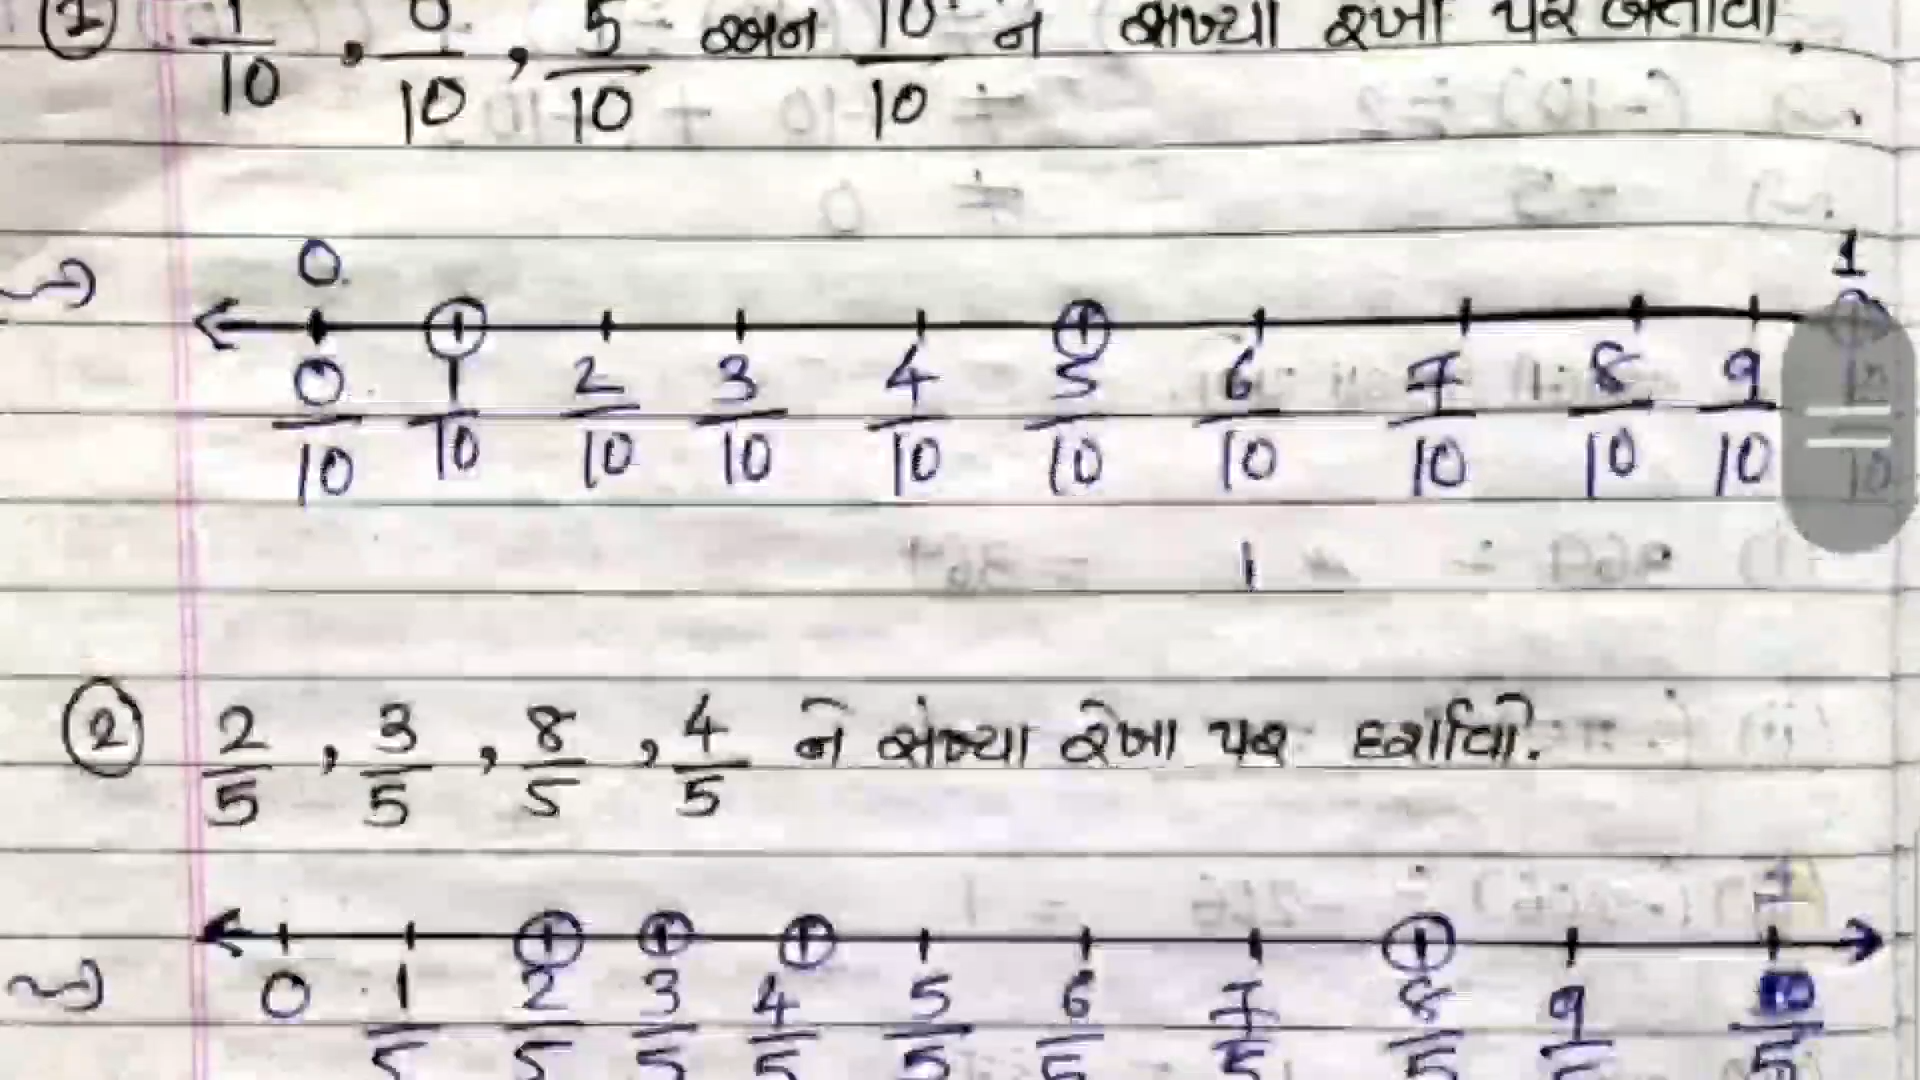 ① 1/10, 0/10, 5/10 અને 10/10 ને સંખ્યા રેખા પર બતાવો.
0 1
0/10 1/10 2/10 3/10 4/10 5/10 6/10 7/10 8/10 9/10 10/10
② 2/5, 3/5, 8/5, 4/5 ને સંખ્યા રેખા પર દર્શાવો.
0 1/5 2/5 3/5 4/5 5/5 6/5 7/5 8/5 9/5 10/5